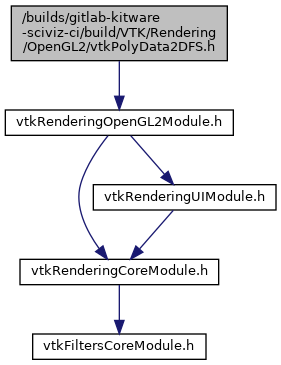 /builds/gitlab-kitware
-sciviz-ci/build/VTK/Rendering
/OpenGL2/vtkPolyData2DFS.h
vtkRenderingOpenGL2Module.h
vtkRenderingUIModule.h
vtkRenderingCoreModule.h
vtkFiltersCoreModule.h